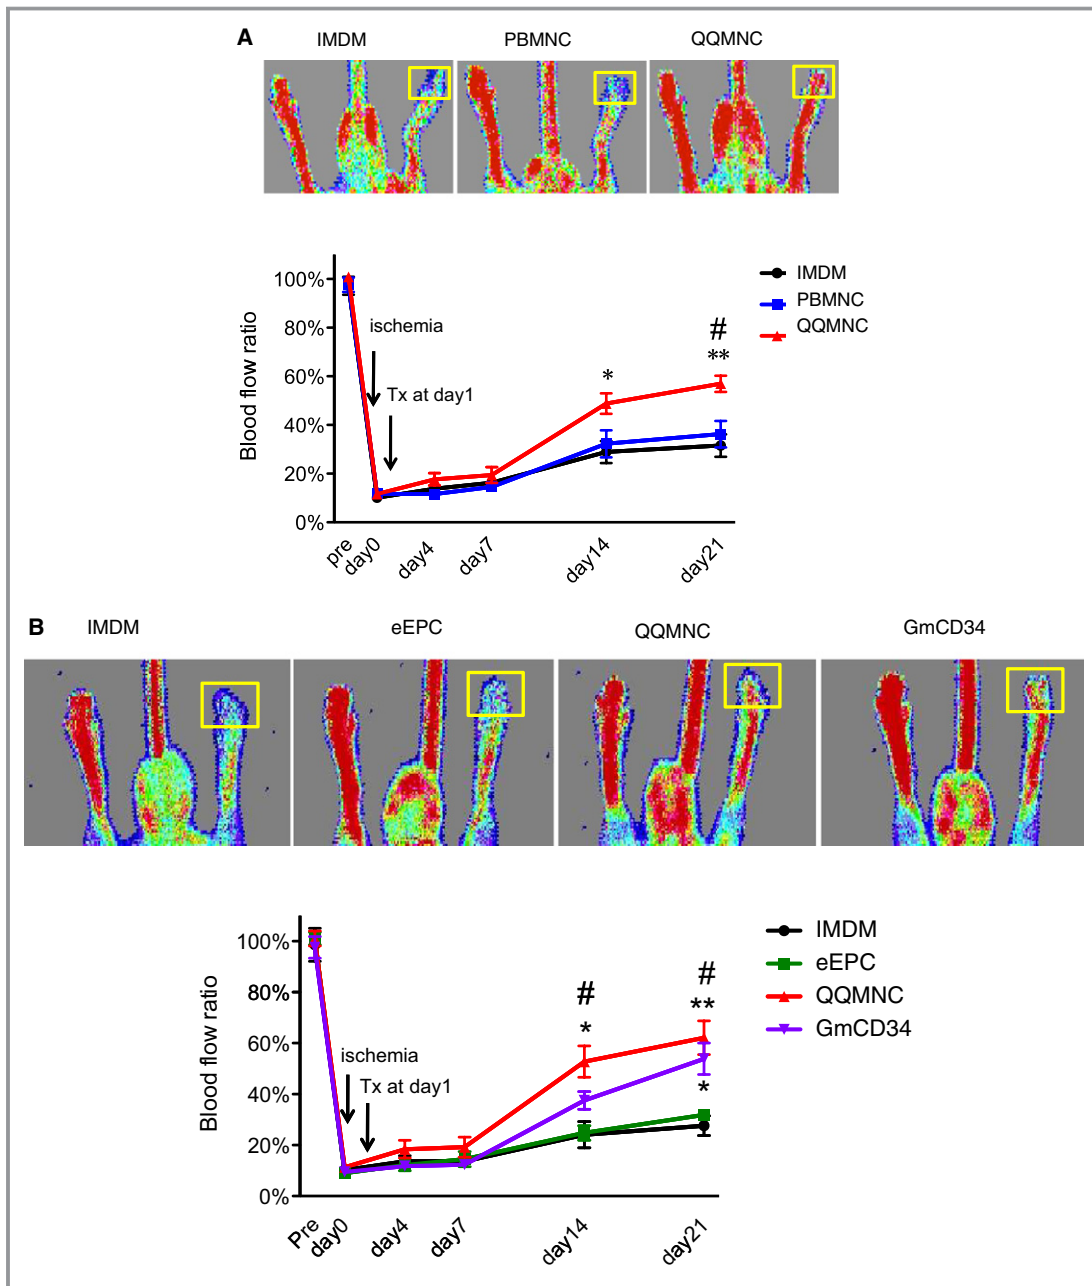 A
IMDM PBMNC QQMNC
100%
80%
60%
40%
20%
0%
Blood flow ratio
ischemia
Tx at day1
*
#
**
IMDM
PBMNC
QQMNC
pre day0 day4 day7 day14 day21
B
IMDM eEPC QQMNC GmCD34
100%
80%
60%
40%
20%
0%
Blood flow ratio
ischemia
Tx at day1
#
*
#
**
*
IMDM
eEPC
QQMNC
GmCD34
Pre day0 day4 day7 day14 day21